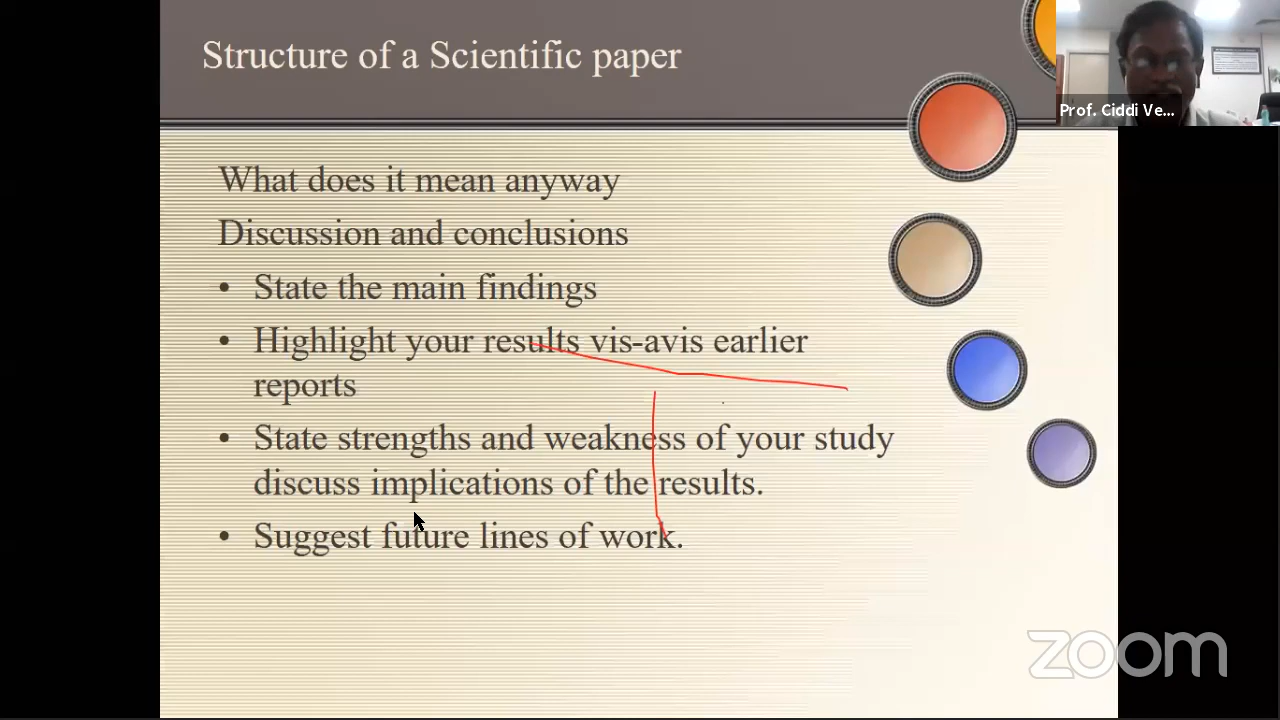 Structure of a Scientific paper
Prof. Ciddi Ve...
What does it mean anyway
Discussion and conclusions
• State the main findings
• Highlight your results vis-avis earlier
reports
• State strengths and weakness of your study
discuss implications of the results.
• Suggest future lines of work.
zoom